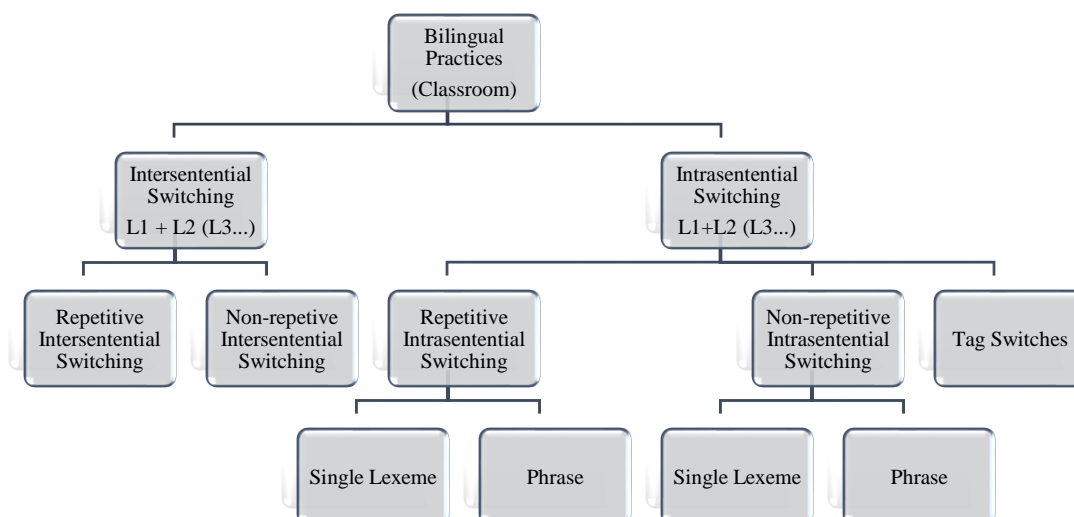 Bilingual
Practices
(Classroom)
Intersentential
Switching
L1 + L2 (L3...)
Intrasentential
Switching
L1+L2 (L3...)
Repetitive
Intersentential
Switching
Non-repetive
Intersentential
Switching
Repetitive
Intrasentential
Switching
Non-repetitive
Intrasentential
Switching
Tag Switches
Single Lexeme
Phrase
Single Lexeme
Phrase